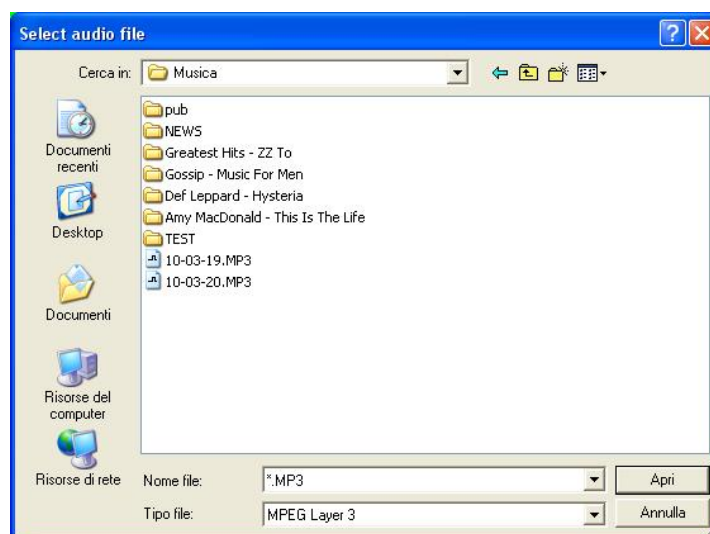 Select audio file
Cerca in: Musica
pub
NEWS
Greatest Hits - ZZ To
Gossip - Music For Men
Def Leppard - Hysteria
Amy MacDonald - This Is The Life
TEST
10-03-19.MP3
10-03-20.MP3
Documenti
recenti
Desktop
Documenti
Risorse del
computer
Risorse di rete
Nome file: *.MP3 Apri
Tipo file: MPEG Layer 3 Annulla